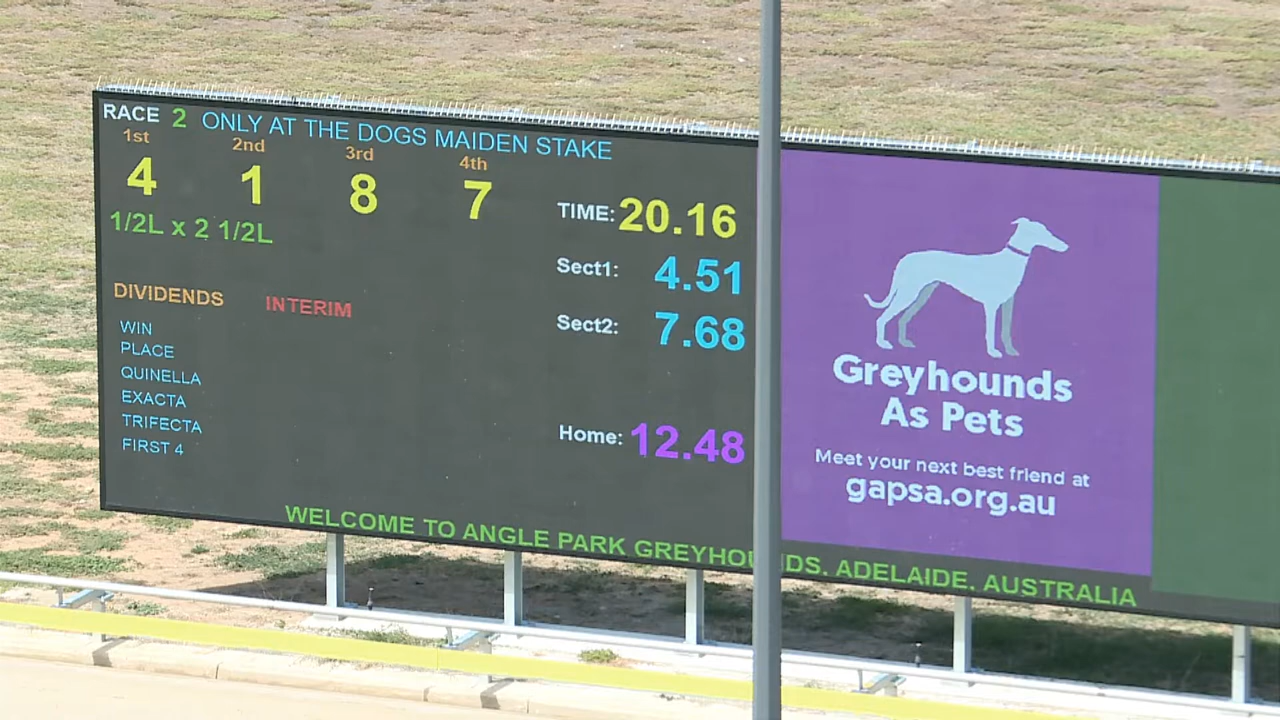 RACE 2 ONLY AT THE DOGS MAIDEN STAKE
1st 2nd 3rd 4th
4 1 8 7
1/2L x 2 1/2L
TIME: 20.16
Sect1: 4.51
Sect2: 7.68
Home: 12.48
DIVIDENDS INTERIM
WIN
PLACE
QUINELLA
EXACTA
TRIFECTA
FIRST 4
WELCOME TO ANGLE PARK GREYHOUNDS, ADELAIDE, AUSTRALIA
Greyhounds
As Pets
Meet your next best friend at
gapsa.org.au